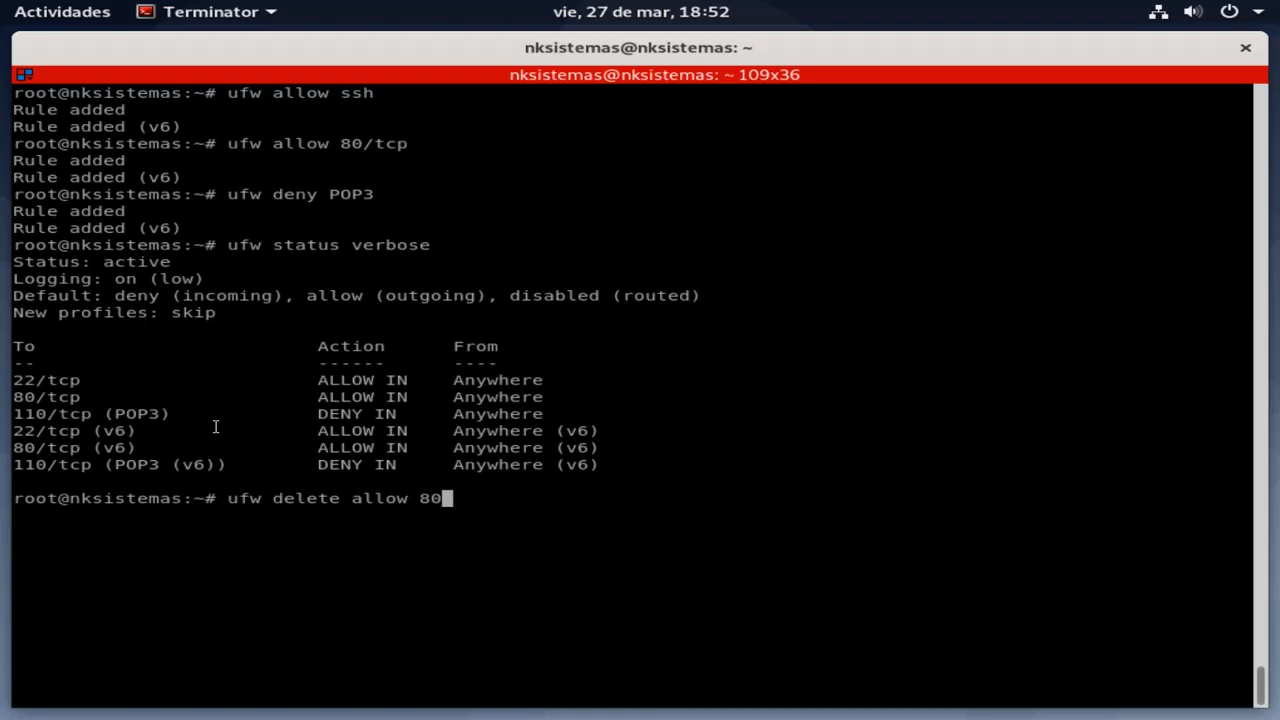 Actividades Terminator vie, 27 de mar, 18:52
nksistemas@nksistemas: ~
nksistemas@nksistemas: ~ 109x36
root@nksistemas:~# ufw allow ssh
Rule added
Rule added (v6)
root@nksistemas:~# ufw allow 80/tcp
Rule added
Rule added (v6)
root@nksistemas:~# ufw deny POP3
Rule added
Rule added (v6)
root@nksistemas:~# ufw status verbose
Status: active
Logging: on (low)
Default: deny (incoming), allow (outgoing), disabled (routed)
New profiles: skip
To Action From
-- ------ ----
22/tcp ALLOW IN Anywhere
80/tcp ALLOW IN Anywhere
110/tcp (POP3) DENY IN Anywhere
22/tcp (v6) ALLOW IN Anywhere (v6)
80/tcp (v6) ALLOW IN Anywhere (v6)
110/tcp (POP3 (v6)) DENY IN Anywhere (v6)
root@nksistemas:~# ufw delete allow 80